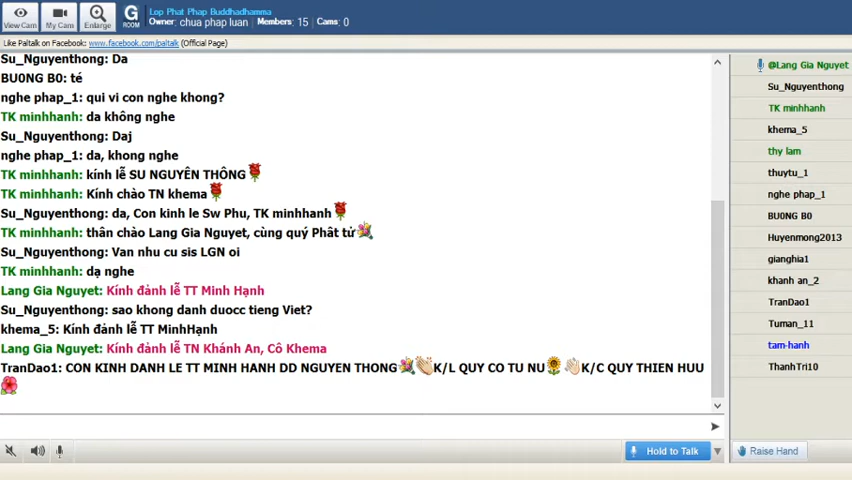 View Cam
My Cam
Enlarge
G
ROOM
Lop Phat Phap Buddhadhamma
Owner: chua phap luan
Members: 15
Cams: 0
Like Paltalk on Facebook: www.facebook.com/paltalk (Official Page)
Su_Nguyenthong: Da
BU0NG B0: té
nghe phap_1: qui vi con nghe khong?
TK minhhanh: da không nghe
Su_Nguyenthong: Daj
nghe phap_1: da, khong nghe
TK minhhanh: kính lễ SU NGUYÊN THÔNG
TK minhhanh: Kính chào TN khema
Su_Nguyenthong: da, Con kinh le Sw Phu, TK minhhanh
TK minhhanh: thân chào Lang Gia Nguyet, cùng quý Phât tử
Su_Nguyenthong: Van nhu cu sis LGN oi
TK minhhanh: dạ nghe
Lang Gia Nguyet: Kính đảnh lễ TT Minh Hạnh
Su_Nguyenthong: sao khong danh duocc tieng Viet?
khema_5: Kính đảnh lễ TT MinhHạnh
Lang Gia Nguyet: Kính đảnh lễ TN Khánh An, Cô Khema
TranDao1: CON KINH DANH LE TT MINH HANH DD NGUYEN THONG K/L QUY CO TU NU K/C QUY THIEN HUU
Hold to Talk
@Lang Gia Nguyet
Su_Nguyenthong
TK minhhanh
khema_5
thy lam
thuytu_1
nghe phap_1
BU0NG B0
Huyenmong2013
gianghia1
khanh an_2
TranDao1
Tuman_11
tam-hanh
ThanhTri10
Raise Hand